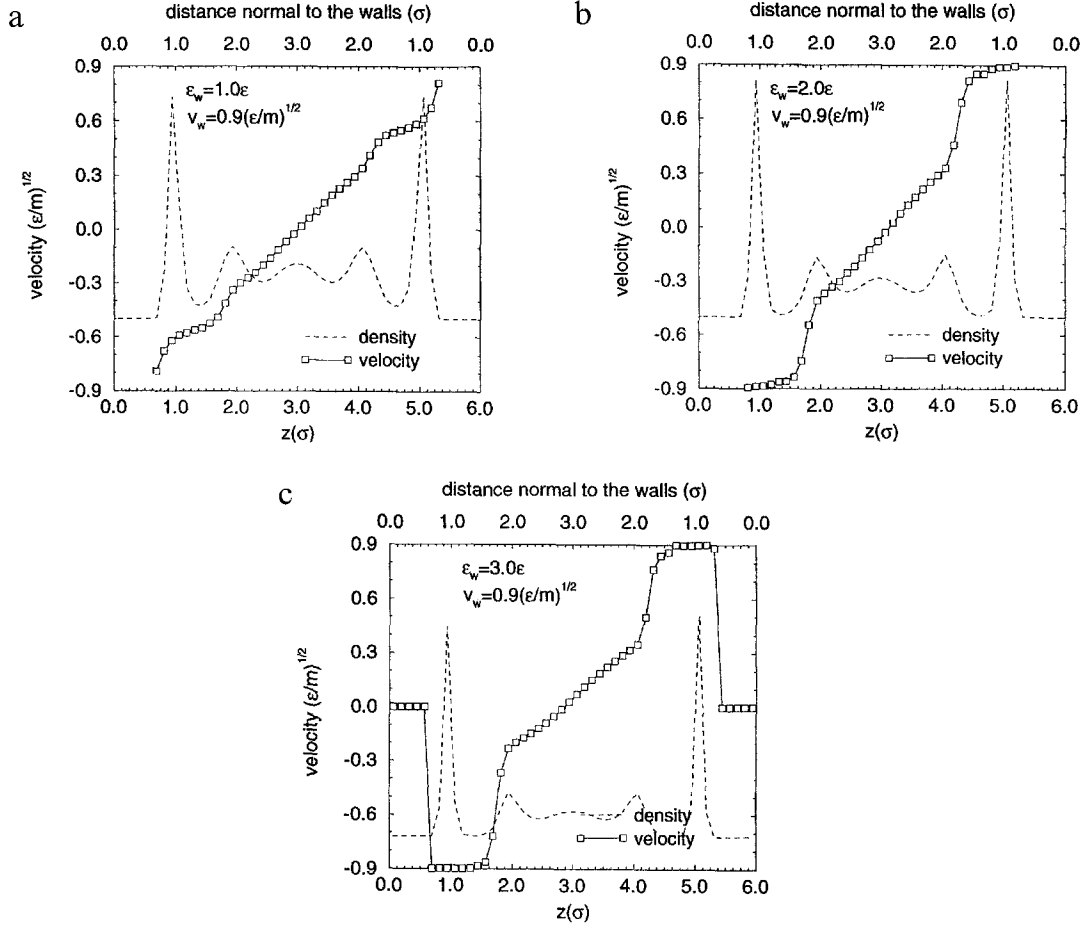 a
distance normal to the walls (σ)
0.0 1.0 2.0 3.0 2.0 1.0 0.0
0.9
0.6
0.3
0.0
-0.3
-0.6
-0.9
velocity (ε/m)^1/2
ε_w=1.0ε
v_w=0.9(ε/m)^1/2
density
velocity
0.0 1.0 2.0 3.0 4.0 5.0 6.0
z(σ)
b
distance normal to the walls (σ)
0.0 1.0 2.0 3.0 2.0 1.0 0.0
0.9
0.6
0.3
0.0
-0.3
-0.6
-0.9
velocity (ε/m)^1/2
ε_w=2.0ε
v_w=0.9(ε/m)^1/2
density
velocity
0.0 1.0 2.0 3.0 4.0 5.0 6.0
z(σ)
c
distance normal to the walls (σ)
0.0 1.0 2.0 3.0 2.0 1.0 0.0
0.9
0.6
0.3
0.0
-0.3
-0.6
-0.9
velocity (ε/m)^1/2
ε_w=3.0ε
v_w=0.9(ε/m)^1/2
density
velocity
0.0 1.0 2.0 3.0 4.0 5.0 6.0
z(σ)